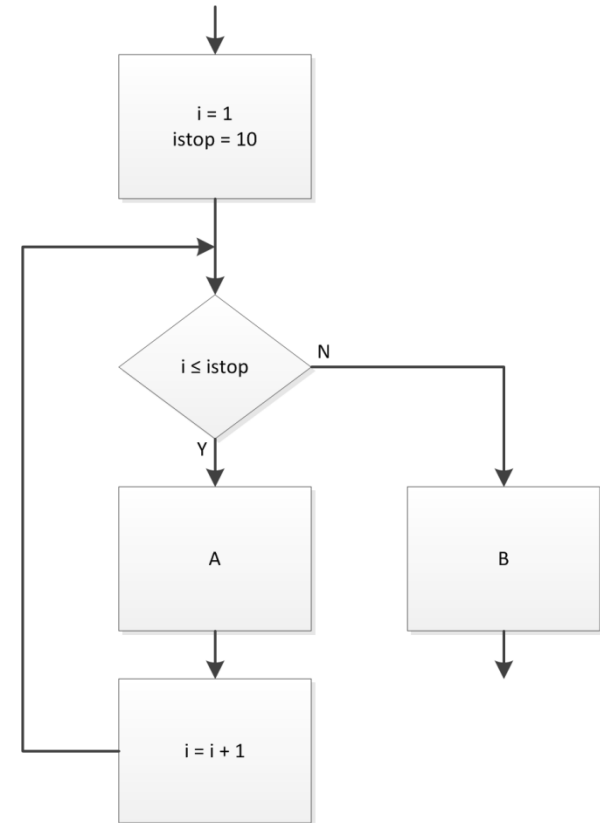 i = 1
istop = 10
i ≤ istop
N
Y
A
B
i = i + 1